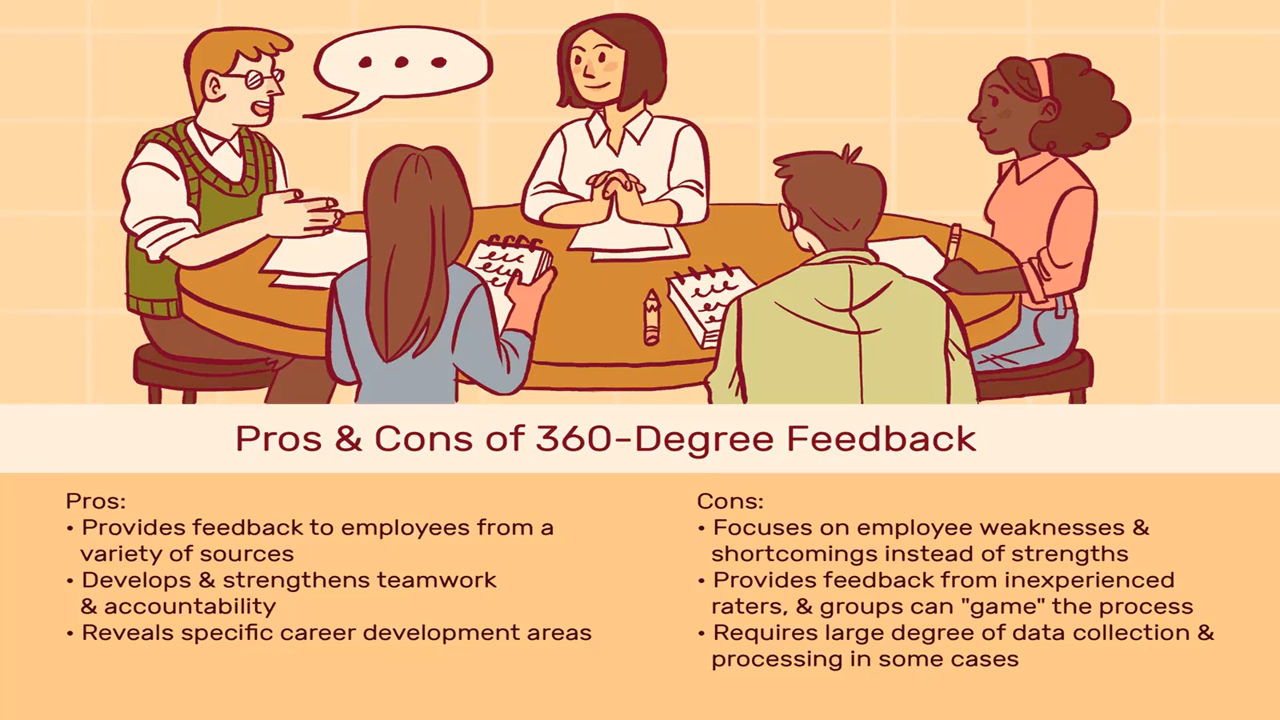 Pros & Cons of 360-Degree Feedback
Pros:
• Provides feedback to employees from a
variety of sources
• Develops & strengthens teamwork
& accountability
• Reveals specific career development areas
Cons:
• Focuses on employee weaknesses &
shortcomings instead of strengths
• Provides feedback from inexperienced
raters, & groups can "game" the process
• Requires large degree of data collection &
processing in some cases